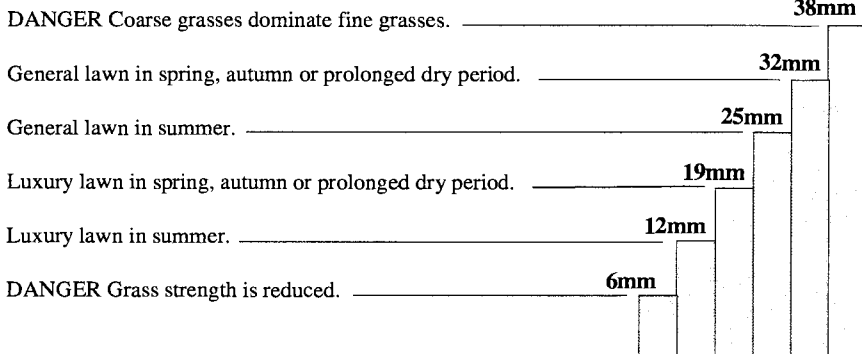 38mm
DANGER Coarse grasses dominate fine grasses.
32mm
General lawn in spring, autumn or prolonged dry period.
25mm
General lawn in summer.
19mm
Luxury lawn in spring, autumn or prolonged dry period.
12mm
Luxury lawn in summer.
6mm
DANGER Grass strength is reduced.